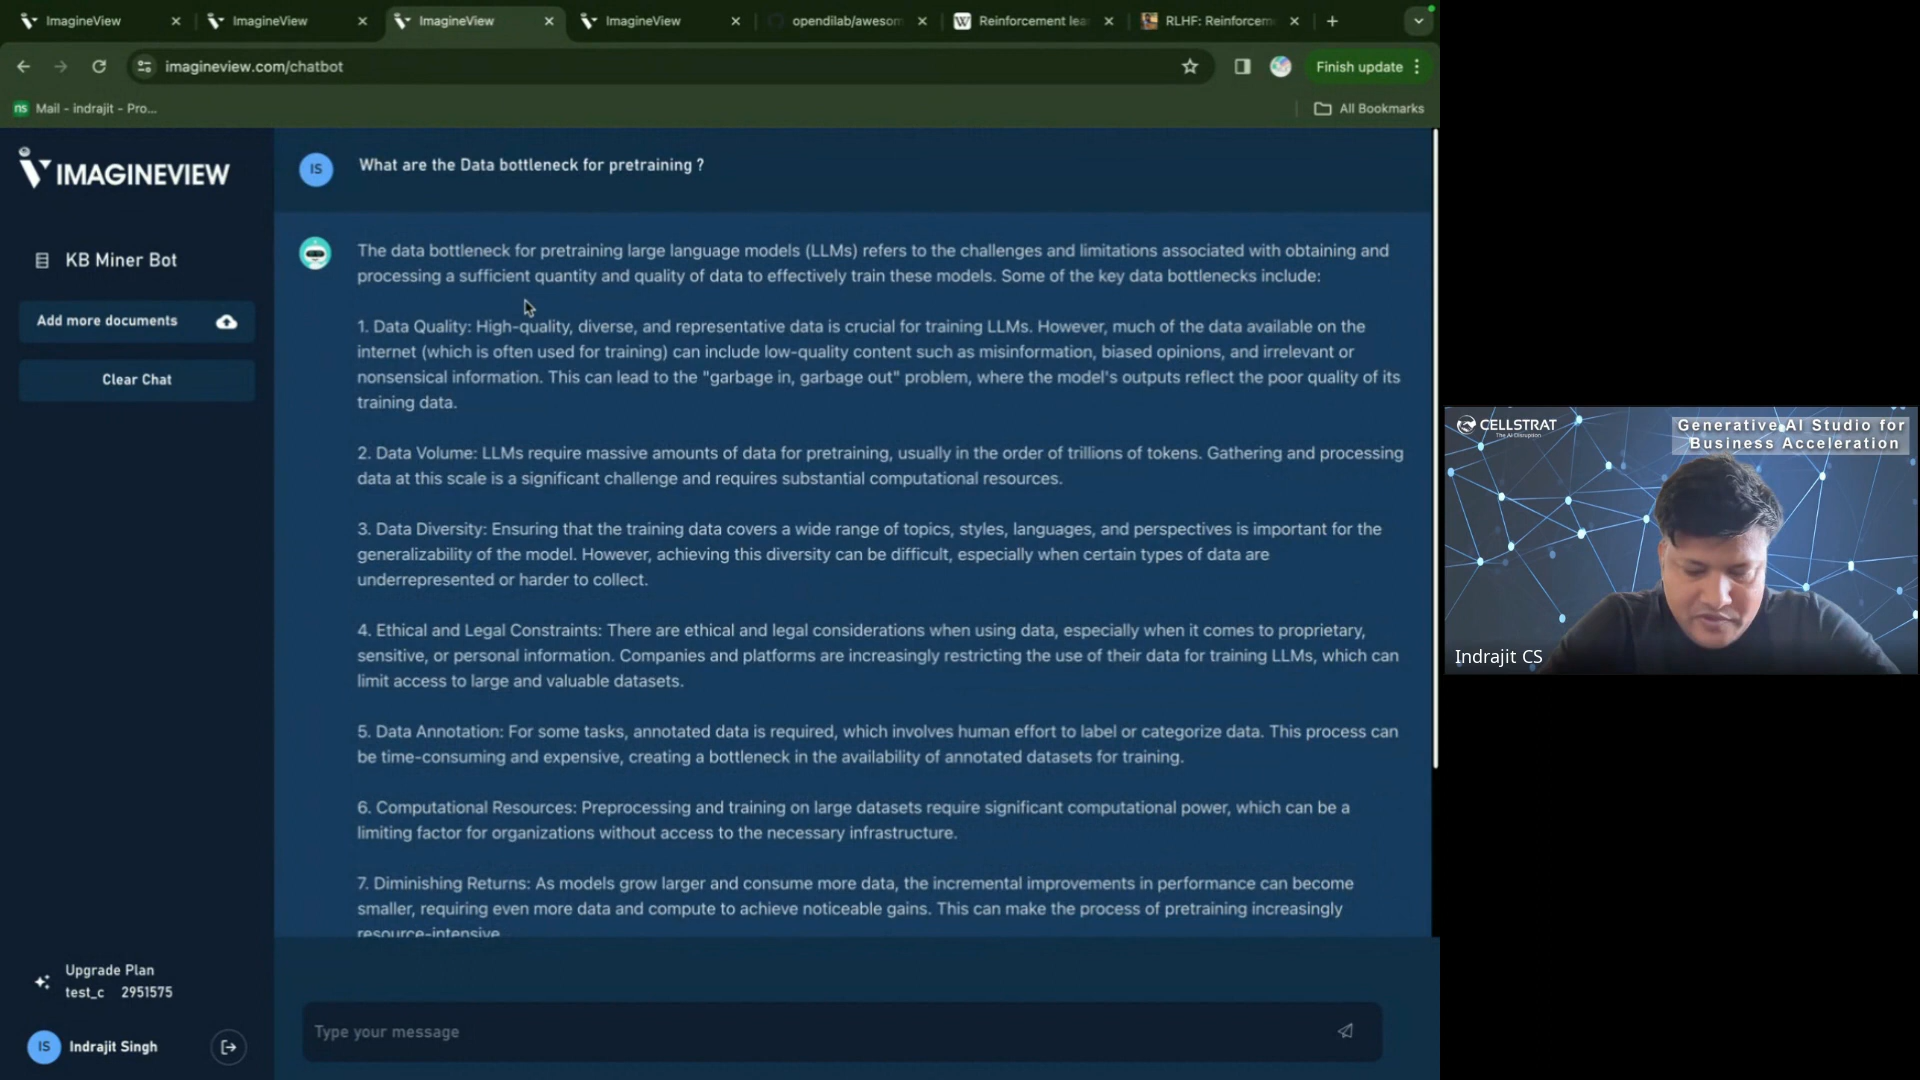 ImagineView
ImagineView
ImagineView
ImagineView
opendilab/awesom
W Reinforcement lea
RLHF: Reinforcem
imagineview.com/chatbot
Finish update
ns Mail - indrajit - Pro...
All Bookmarks
IMAGINEVIEW
KB Miner Bot
Add more documents
Clear Chat
IS What are the Data bottleneck for pretraining ?
The data bottleneck for pretraining large language models (LLMs) refers to the challenges and limitations associated with obtaining and
processing a sufficient quantity and quality of data to effectively train these models. Some of the key data bottlenecks include:
1. Data Quality: High-quality, diverse, and representative data is crucial for training LLMs. However, much of the data available on the
internet (which is often used for training) can include low-quality content such as misinformation, biased opinions, and irrelevant or
nonsensical information. This can lead to the "garbage in, garbage out" problem, where the model's outputs reflect the poor quality of its
training data.
2. Data Volume: LLMs require massive amounts of data for pretraining, usually in the order of trillions of tokens. Gathering and processing
data at this scale is a significant challenge and requires substantial computational resources.
3. Data Diversity: Ensuring that the training data covers a wide range of topics, styles, languages, and perspectives is important for the
generalizability of the model. However, achieving this diversity can be difficult, especially when certain types of data are
underrepresented or harder to collect.
4. Ethical and Legal Constraints: There are ethical and legal considerations when using data, especially when it comes to proprietary,
sensitive, or personal information. Companies and platforms are increasingly restricting the use of their data for training LLMs, which can
limit access to large and valuable datasets.
5. Data Annotation: For some tasks, annotated data is required, which involves human effort to label or categorize data. This process can
be time-consuming and expensive, creating a bottleneck in the availability of annotated datasets for training.
6. Computational Resources: Preprocessing and training on large datasets require significant computational power, which can be a
limiting factor for organizations without access to the necessary infrastructure.
7. Diminishing Returns: As models grow larger and consume more data, the incremental improvements in performance can become
smaller, requiring even more data and compute to achieve noticeable gains. This can make the process of pretraining increasingly
resource-intensive.
Upgrade Plan
test_c 2951575
IS Indrajit Singh
Type your message
CELLSTRAT
The AI Disruption
Generative AI Studio for
Business Acceleration
Indrajit CS